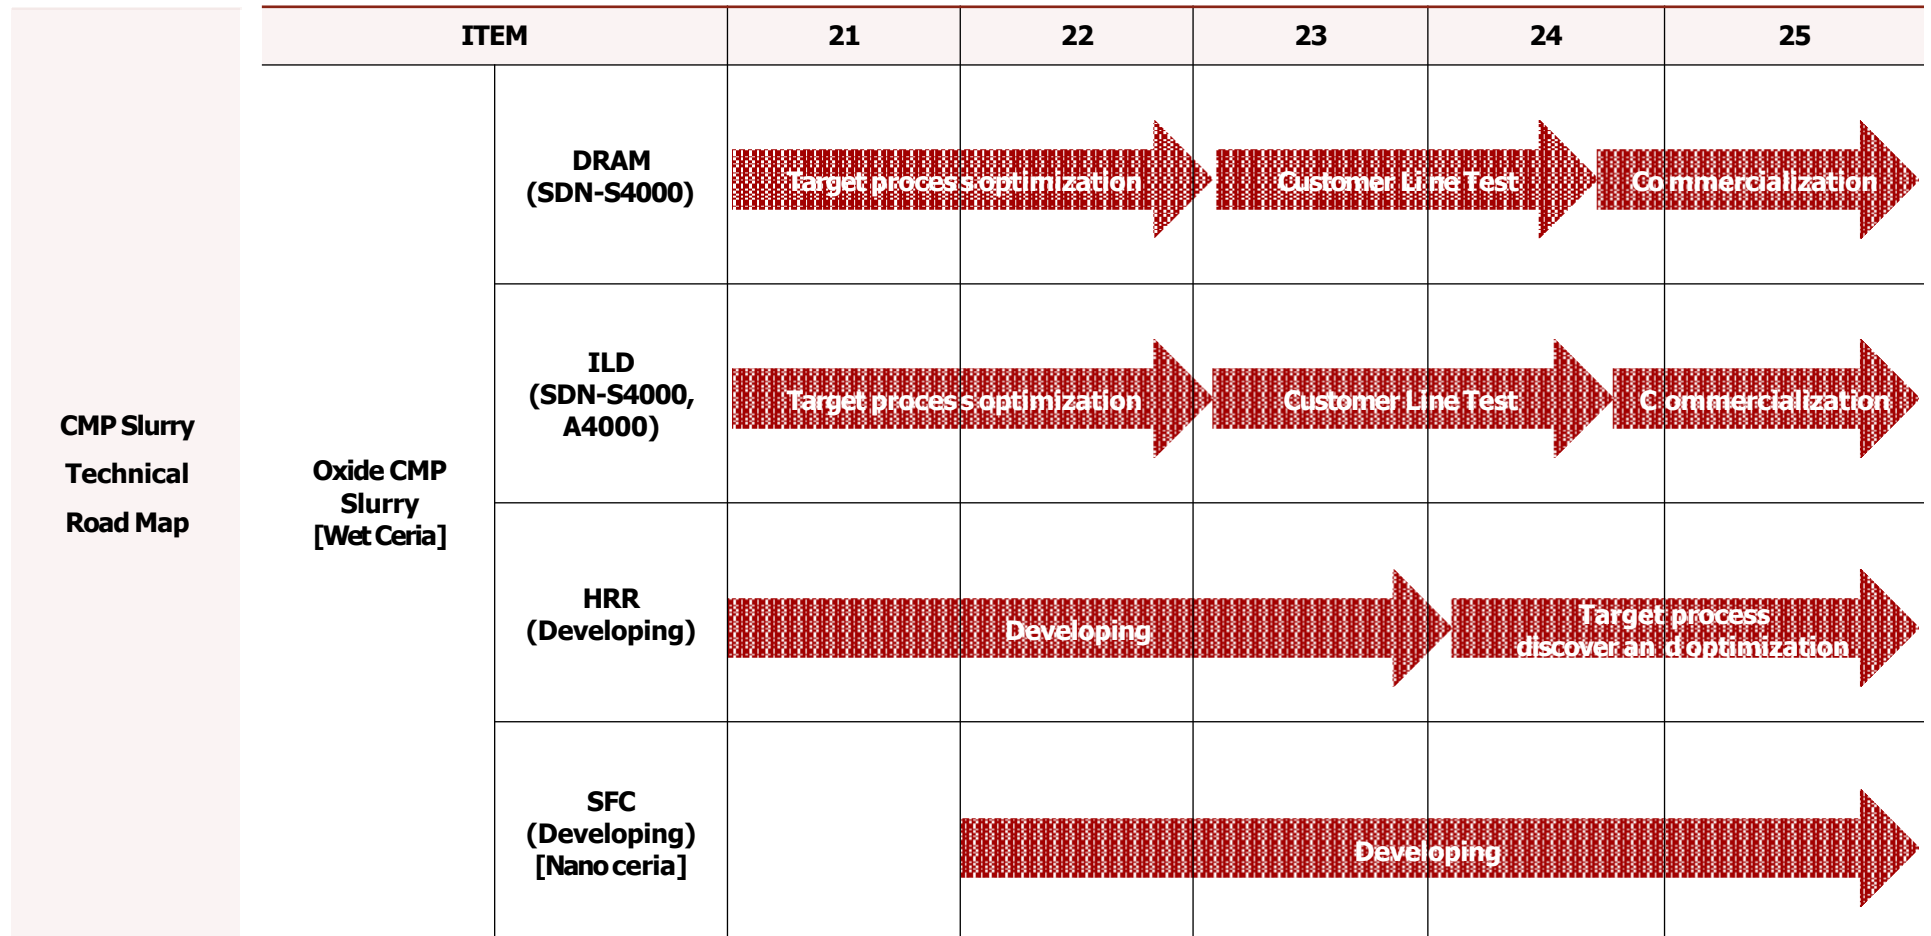 ITEM 21 22 23 24 25
CMP Slurry
Technical
Road Map
Oxide CMP
Slurry
[Wet Ceria]
DRAM
(SDN-S4000)
Target process optimization
Customer Line Test
Commercialization
ILD
(SDN-S4000,
A4000)
Target process optimization
Customer Line Test
Commercialization
HRR
(Developing)
Developing
Target process
discover and optimization
SFC
(Developing)
[Nano ceria]
Developing